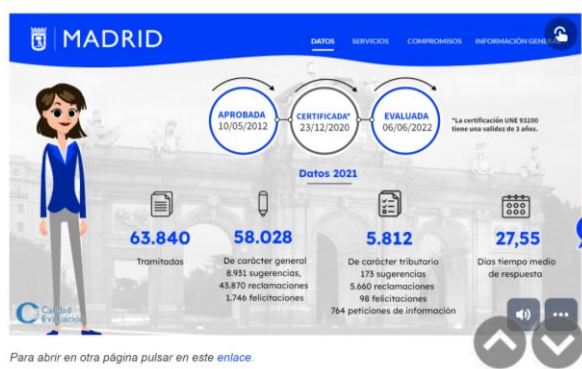 MADRID
DATOS SERVICIOS COMPROMISOS INFORMACIÓN
APROBADA
10/05/2012
CERTIFICADA*
23/12/2020
EVALUADA
06/06/2022
*La certificación UNE 93200
tiene una validez de 3 años.
Datos 2021
63.840
Tramitadas
58.028
De carácter general
8.931 sugerencias,
43.870 reclamaciones
1.746 felicitaciones
5.812
De carácter tributario
173 sugerencias
5.660 reclamaciones
98 felicitaciones
764 peticiones de información
27,55
Días tiempo medio
de respuesta
Para abrir en otra página pulsar en este enlace.